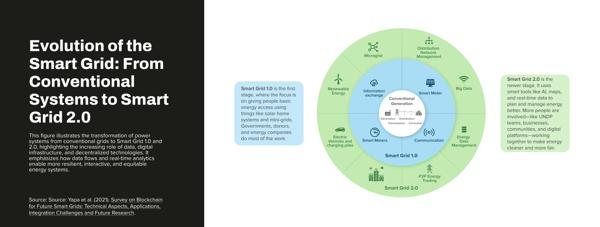 Evolution of the
Smart Grid: From
Conventional
Systems to Smart
Grid 2.0
This figure illustrates the transformation of power
systems from conventional grids to Smart Grid 1.0 and
2.0, highlighting the increasing role of data, digital
infrastructure, and decentralized technologies. It
emphasizes how data flows and real-time analytics
enable more resilient, interactive, and equitable
energy systems.
Source: Source: Yapa et al. (2021). Survey on Blockchain
for Future Smart Grids: Technical Aspects, Applications,
Integration Challenges and Future Research.
Smart Grid 1.0 is the first
stage, where the focus is
on giving people basic
energy access using
things like solar home
systems and mini-grids.
Governments, donors,
and energy companies
do most of the work.
Microgrid
Distribution
Network
Management
Renewable
Energy
Big Data
Information
exchange
Smart Meter
Conventional
Generation
Generation
Distribution
Transmission
Consumer
Electric
Vehicles and
charging piles
Smart Meters
Communication
Energy
Data
Management
Smart Grid 1.0
P2P Energy
Trading
Smart Grid 2.0
Smart Grid 2.0 is the
newer stage. It uses
smart tools like AI, maps,
and real-time data to
plan and manage energy
better. More people are
involved—like UNDP
teams, businesses,
communities, and digital
platforms—working
together to make energy
cleaner and more fair.